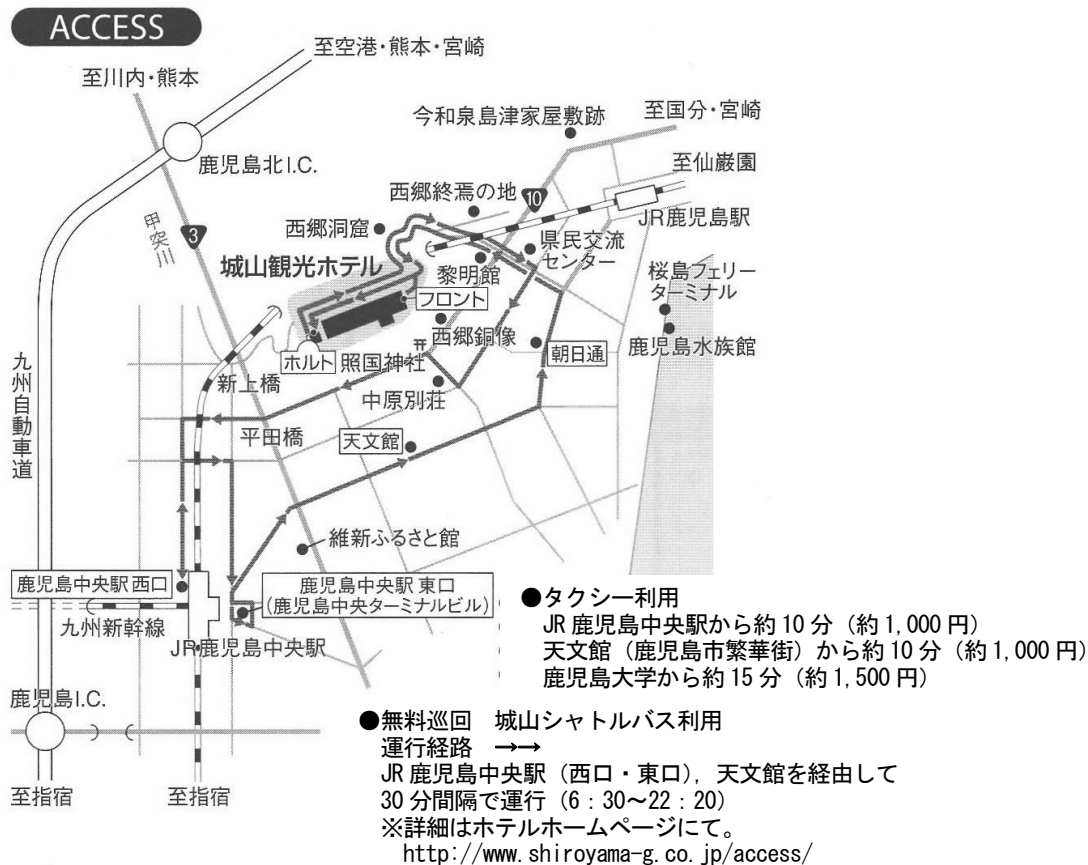 ACCESS
至空港・熊本・宮崎
至川内・熊本
今和泉島津家屋敷跡
至国分・宮崎
鹿児島北I.C.
至仙巌園
西郷終焉の地
10
JR鹿児島駅
甲突川
3
西郷洞窟
県民交流
センター
城山観光ホテル
黎明館
桜島フェリー
ターミナル
フロント
西郷銅像
鹿児島水族館
朝日通
ホルト
照国神社
新上橋
中原別荘
九州自動車道
平田橋
天文館
維新ふるさと館
鹿児島中央駅 西口
鹿児島中央駅 東口
(鹿児島中央ターミナルビル)
九州新幹線
JR鹿児島中央駅
●タクシー利用
JR鹿児島中央駅から約10分（約1,000円）
天文館（鹿児島市繁華街）から約10分（約1,000円）
鹿児島大学から約15分（約1,500円）
鹿児島I.C.
●無料巡回　城山シャトルバス利用
運行経路　→→
JR鹿児島中央駅（西口・東口），天文館を経由して
30分間隔で運行（6：30～22：20）
※詳細はホテルホームページにて。
http://www.shiroyama-g.co.jp/access/
至指宿
至指宿